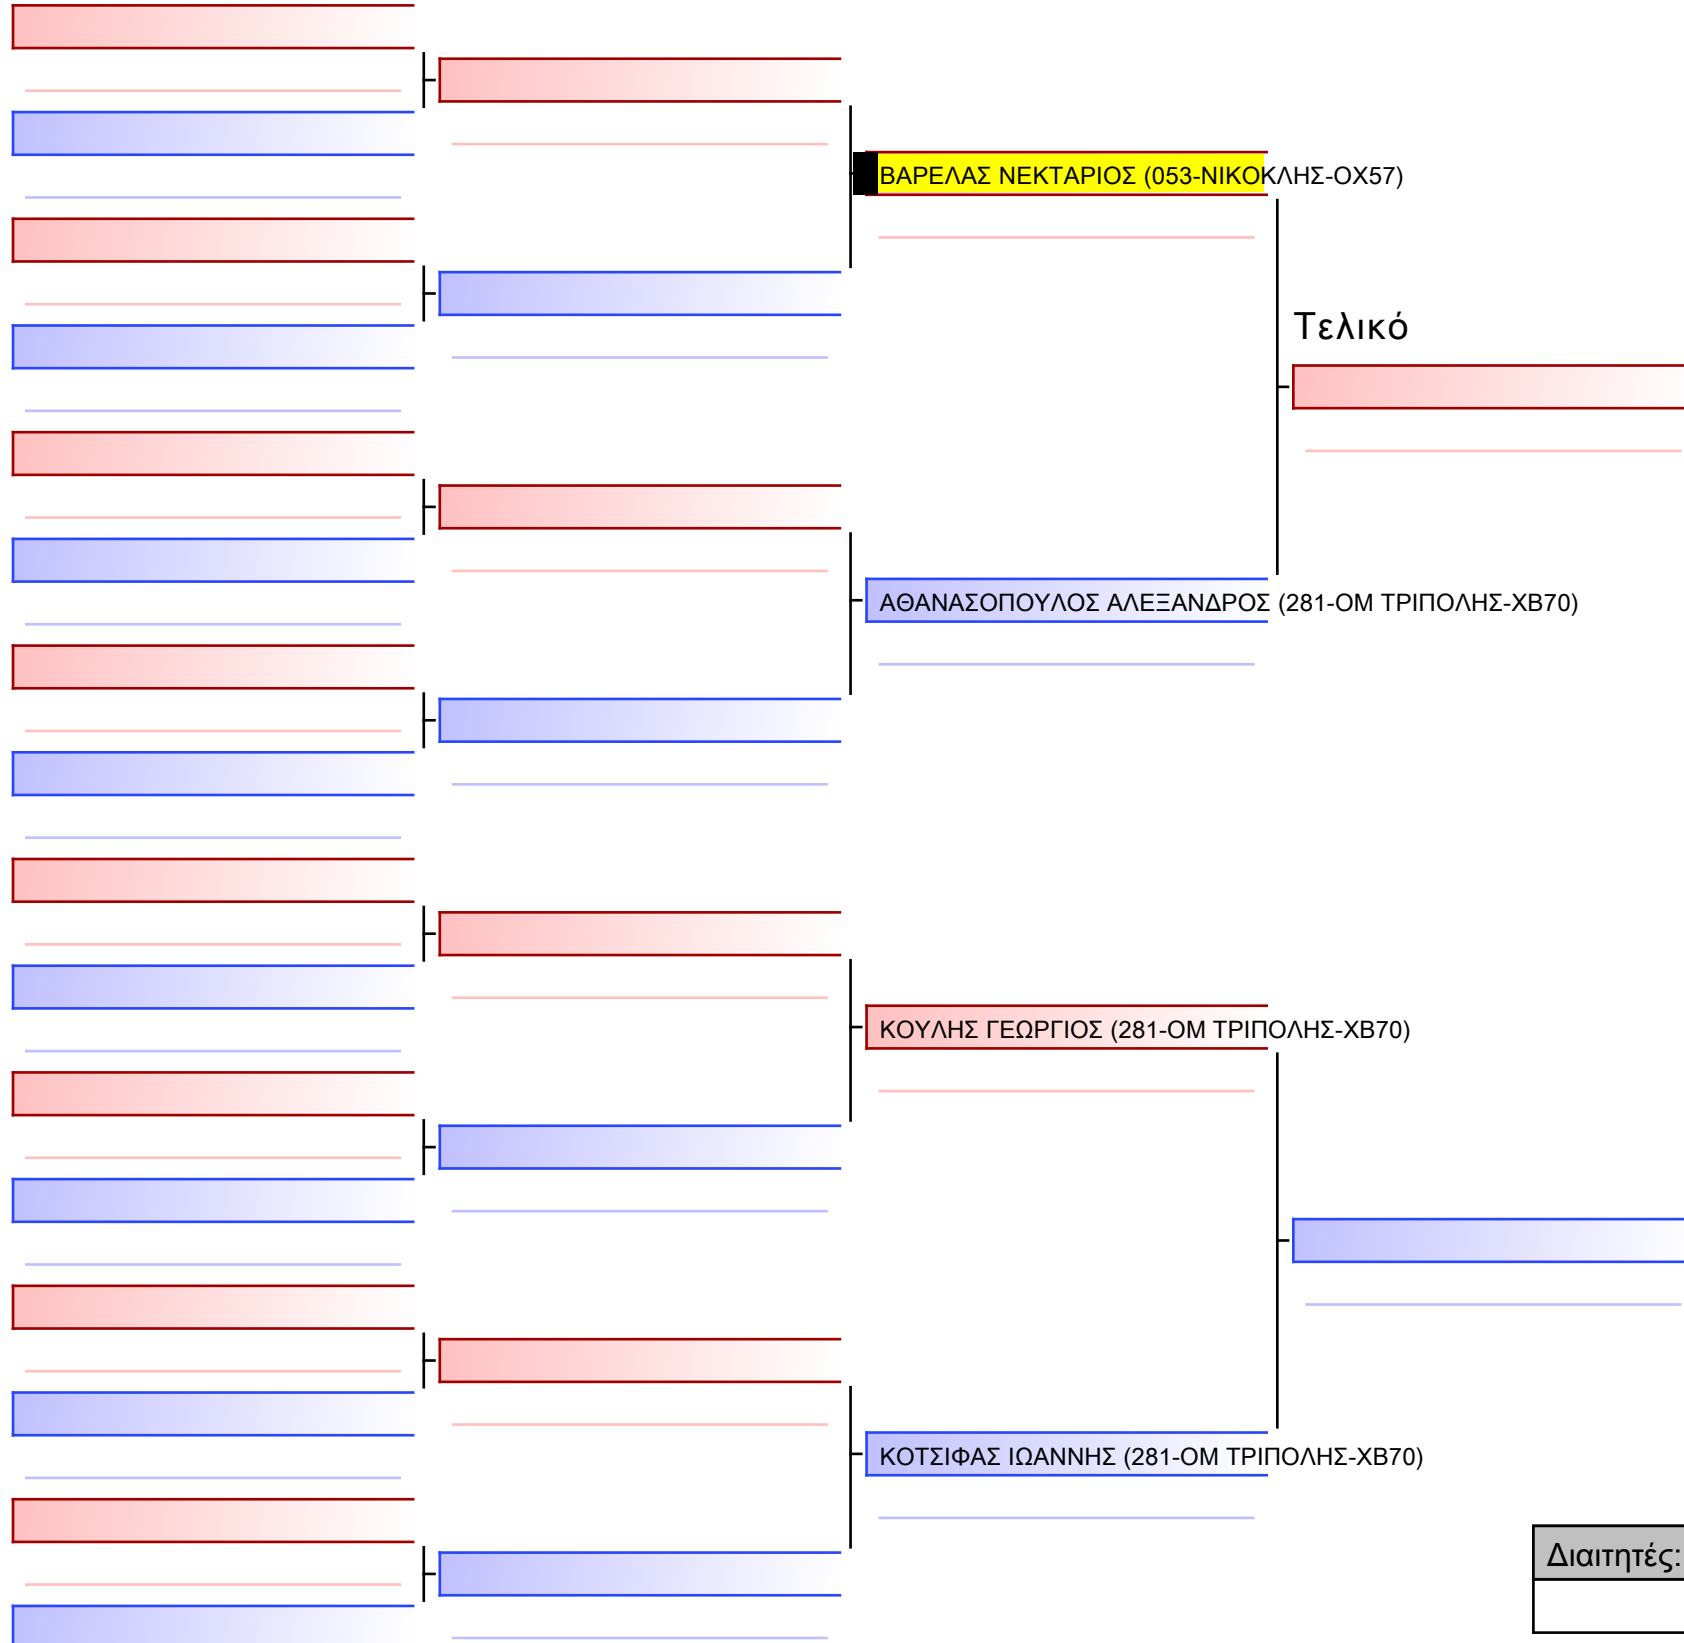 ΒΑΡΕΛΑΣ ΝΕΚΤΑΡΙΟΣ (053-ΝΙΚΟΚΛΗΣ-ΟΧ57)
Τελικό
ΑΘΑΝΑΣΟΠΟΥΛΟΣ ΑΛΕΞΑΝΔΡΟΣ (281-ΟΜ ΤΡΙΠΟΛΗΣ-ΧΒ70)
ΚΟΥΛΗΣ ΓΕΩΡΓΙΟΣ (281-ΟΜ ΤΡΙΠΟΛΗΣ-ΧΒ70)
ΚΟΤΣΙΦΑΣ ΙΩΑΝΝΗΣ (281-ΟΜ ΤΡΙΠΟΛΗΣ-ΧΒ70)
Διαιτητές: